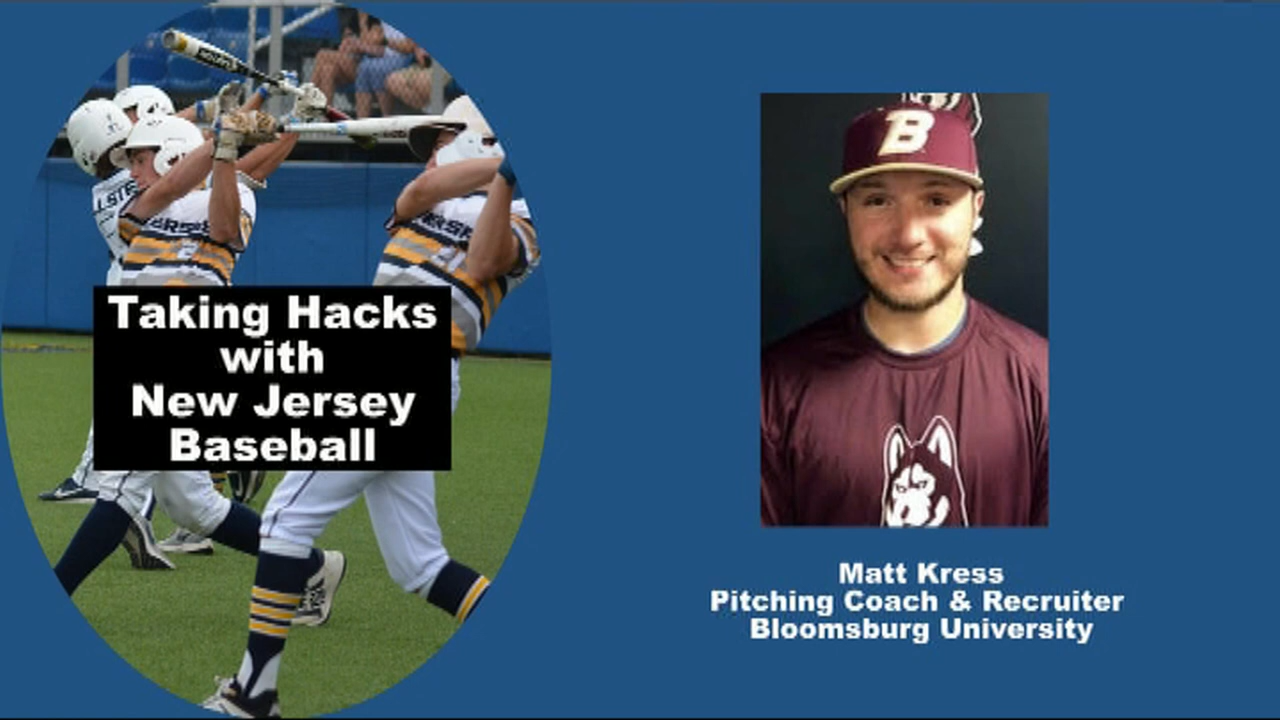 Taking Hacks
with
New Jersey
Baseball
B
Matt Kress
Pitching Coach & Recruiter
Bloomsburg University